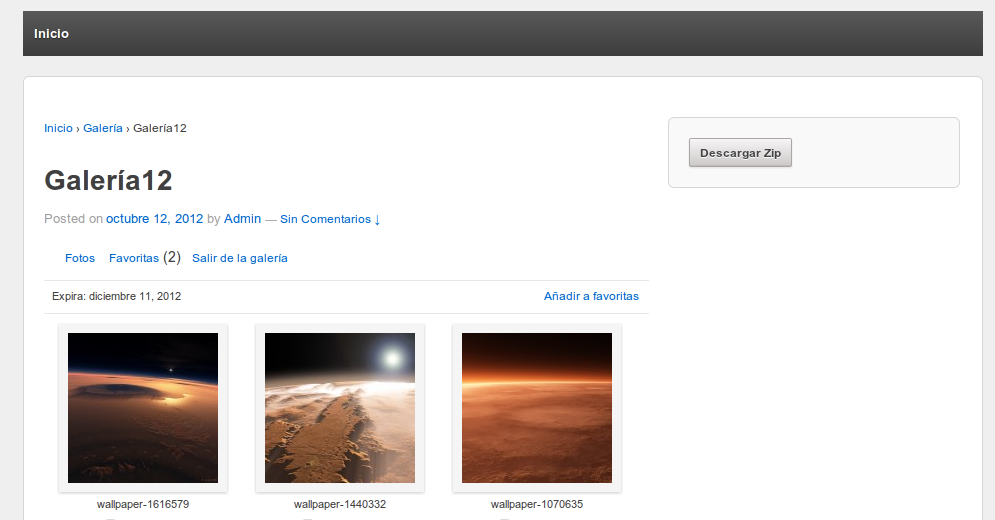 Inicio
Inicio › Galería › Galería12
Descargar Zip
Galería12
Posted on octubre 12, 2012 by Admin — Sin Comentarios ↓
Fotos Favoritas (2) Salir de la galería
Expira: diciembre 11, 2012 Añadir a favoritas
wallpaper-1616579 wallpaper-1440332 wallpaper-1070635